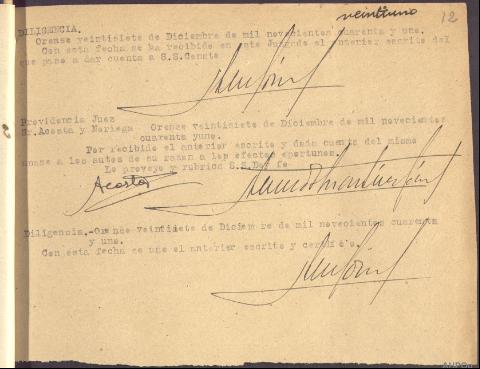 veintiuno 12
DILIGENCIA.
Orense veintisiete de Diciembre de mil novecientos cuarenta y uno.
Con esta fecha se ha recibido en este Juzgado el anterior escrito del
que paso a dar cuenta a S.S.
Providencia Juez
Sr.Acosta y Noriega Orense veintisiete de Diciembre de mil novecientos
cuarenta yuno.
Por recibido el anterior escrito y dada cuenta del mismo
unase a los autos de su razon a los efectos oportunos.
Lo proveyo y rubrica S.S.Doy fe
Acosta
Diligencia.-Orense veintisiete de Diciembre de mil novecientos cuarenta
y uno.
Con esta fecha se une el anterior escrito y certifico.